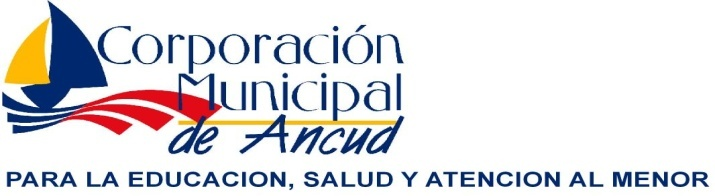 Corporación
Municipal
de Ancud
PARA LA EDUCACION, SALUD Y ATENCION AL MENOR